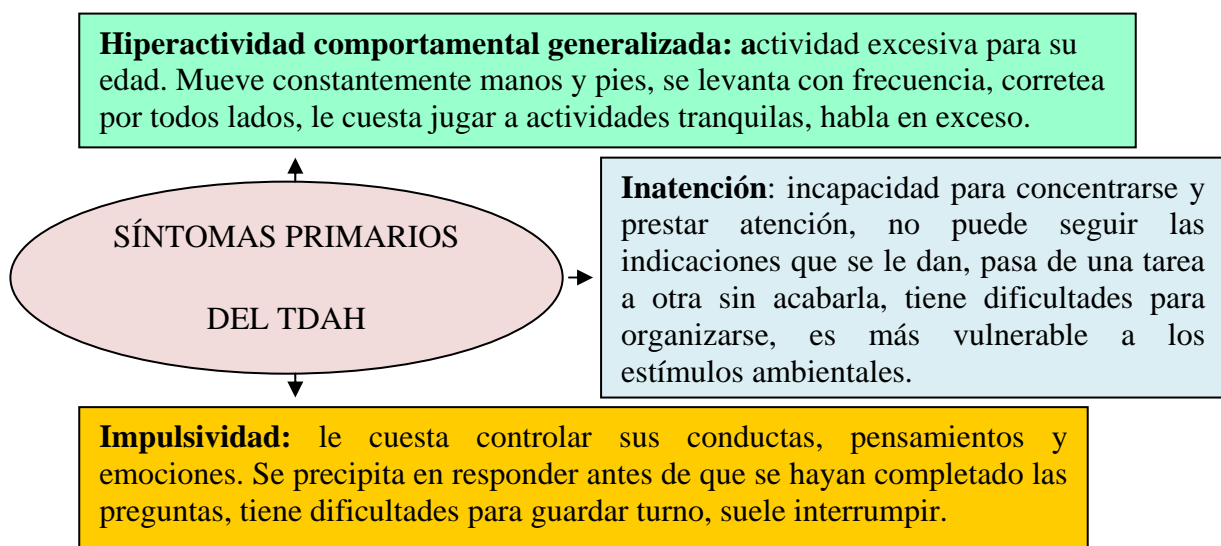 Hiperactividad comportamental generalizada: actividad excesiva para su
edad. Mueve constantemente manos y pies, se levanta con frecuencia, corretea
por todos lados, le cuesta jugar a actividades tranquilas, habla en exceso.
SÍNTOMAS PRIMARIOS
DEL TDAH
Inatención: incapacidad para concentrarse y
prestar atención, no puede seguir las
indicaciones que se le dan, pasa de una tarea
a otra sin acabarla, tiene dificultades para
organizarse, es más vulnerable a los
estímulos ambientales.
Impulsividad: le cuesta controlar sus conductas, pensamientos y
emociones. Se precipita en responder antes de que se hayan completado las
preguntas, tiene dificultades para guardar turno, suele interrumpir.